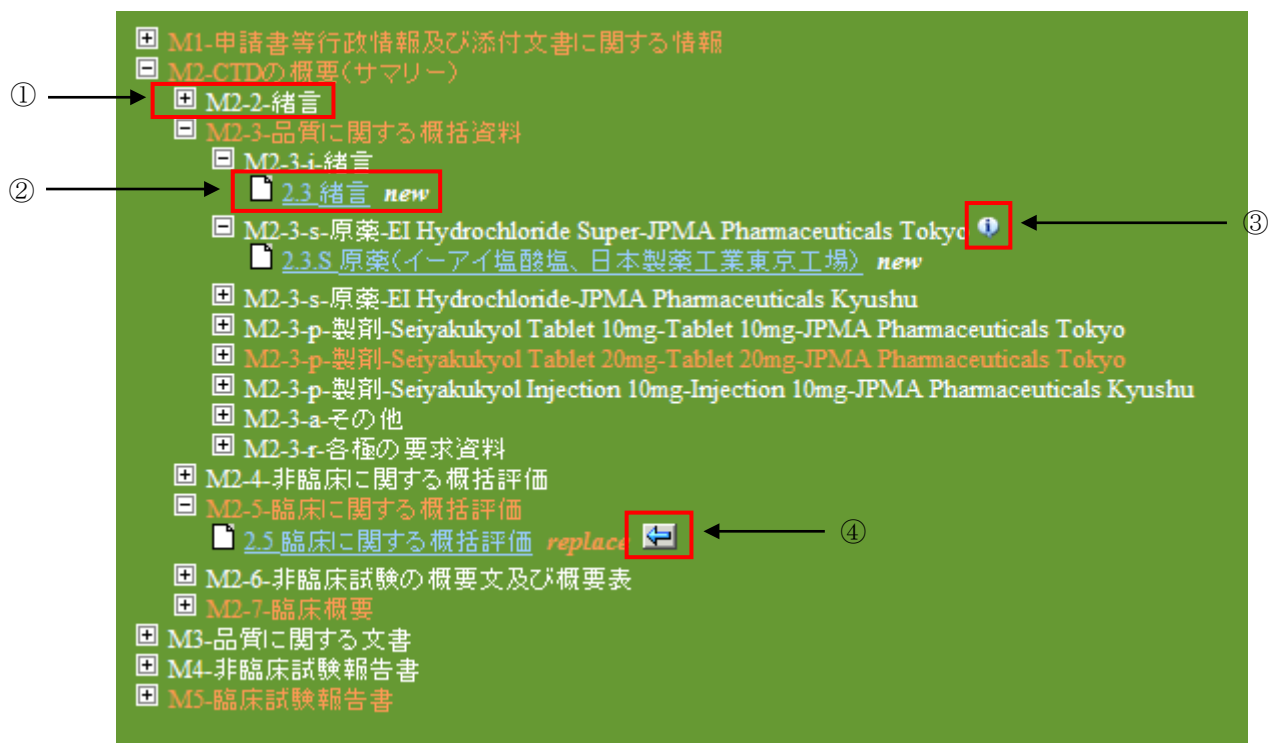 M1-申請書等行政情報及び添付文書に関する情報
M2-CTDの概要(サマリー)
① M2-2-緒言
M2-3-品質に関する概括資料
M2-3-i-緒言
② 2.3 緒言 new
M2-3-s-原薬-EI Hydrochloride Super-JPMA Pharmaceuticals Tokyo ③
2.3.S 原薬(イーアイ塩酸塩、日本製薬工業東京工場) new
M2-3-s-原薬-EI Hydrochloride-JPMA Pharmaceuticals Kyushu
M2-3-p-製剤-Seiyakukyol Tablet 10mg-Tablet 10mg-JPMA Pharmaceuticals Tokyo
M2-3-p-製剤-Seiyakukyol Tablet 20mg-Tablet 20mg-JPMA Pharmaceuticals Tokyo
M2-3-p-製剤-Seiyakukyol Injection 10mg-Injection 10mg-JPMA Pharmaceuticals Kyushu
M2-3-a-その他
M2-3-r-各極の要求資料
M2-4-非臨床に関する概括評価
M2-5-臨床に関する概括評価
2.5 臨床に関する概括評価 replace ④
M2-6-非臨床試験の概要文及び概要表
M2-7-臨床概要
M3-品質に関する文書
M4-非臨床試験報告書
M5-臨床試験報告書